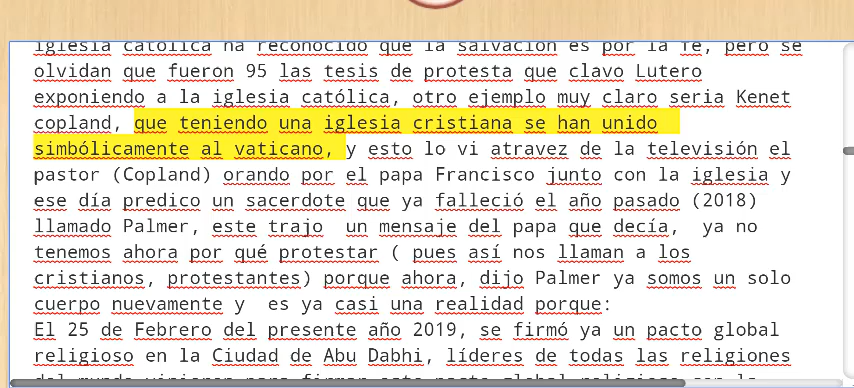 iglesia católica ha reconocido que la salvación es por la fe, pero se
olvidan que fueron 95 las tesis de protesta que clavo Lutero
exponiendo a la iglesia católica, otro ejemplo muy claro seria Kenet
copland, que teniendo una iglesia cristiana se han unido
simbólicamente al vaticano, y esto lo vi atravez de la televisión el
pastor (Copland) orando por el papa Francisco junto con la iglesia y
ese día predico un sacerdote que ya falleció el año pasado (2018)
llamado Palmer, este trajo  un mensaje del papa que decía,  ya no
tenemos ahora por qué protestar ( pues así nos llaman a los
cristianos, protestantes) porque ahora, dijo Palmer ya somos un solo
cuerpo nuevamente y  es ya casi una realidad porque:
El 25 de Febrero del presente año 2019, se firmó ya un pacto global
religioso en la Ciudad de Abu Dabhi, líderes de todas las religiones